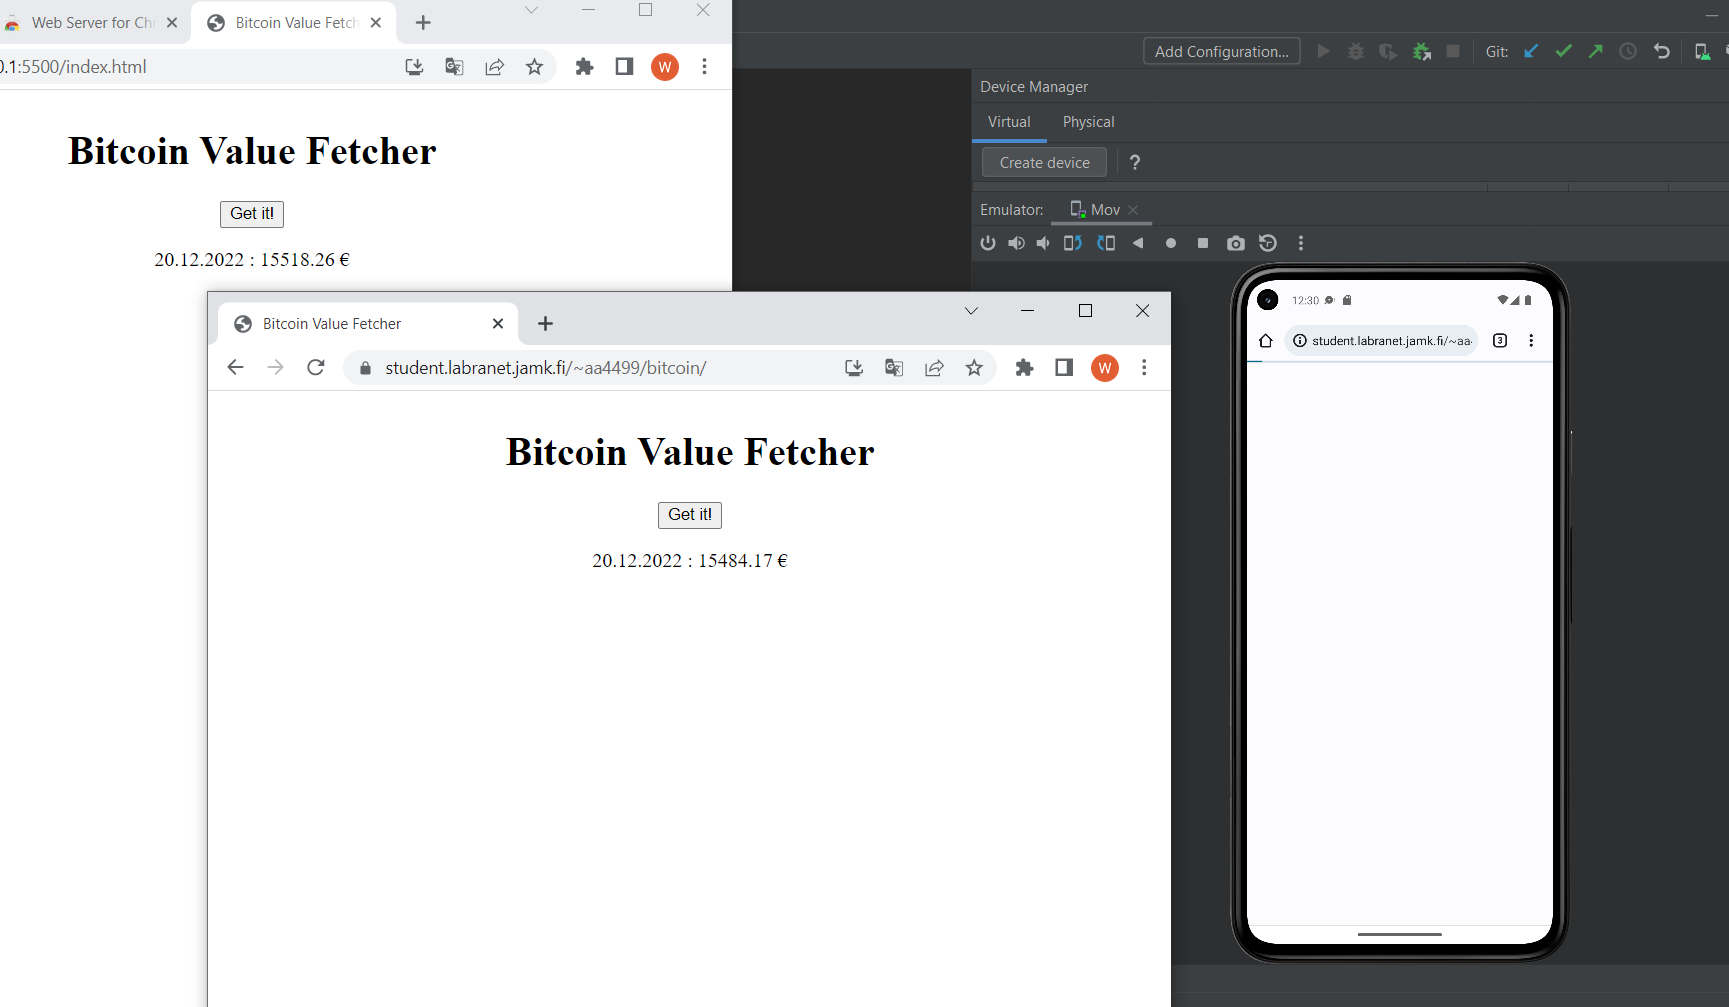 Web Server for Ch
Bitcoin Value Fetch
0.1:5500/index.html
W
Bitcoin Value Fetcher
Get it!
20.12.2022 : 15518.26 €
Bitcoin Value Fetcher
student.labranet.jamk.fi/~aa4499/bitcoin/
W
Bitcoin Value Fetcher
Get it!
20.12.2022 : 15484.17 €
Add Configuration...
Git:
Device Manager
Virtual
Physical
Create device
?
Emulator:
Mov
12:30
student.labranet.jamk.fi/~aa
3